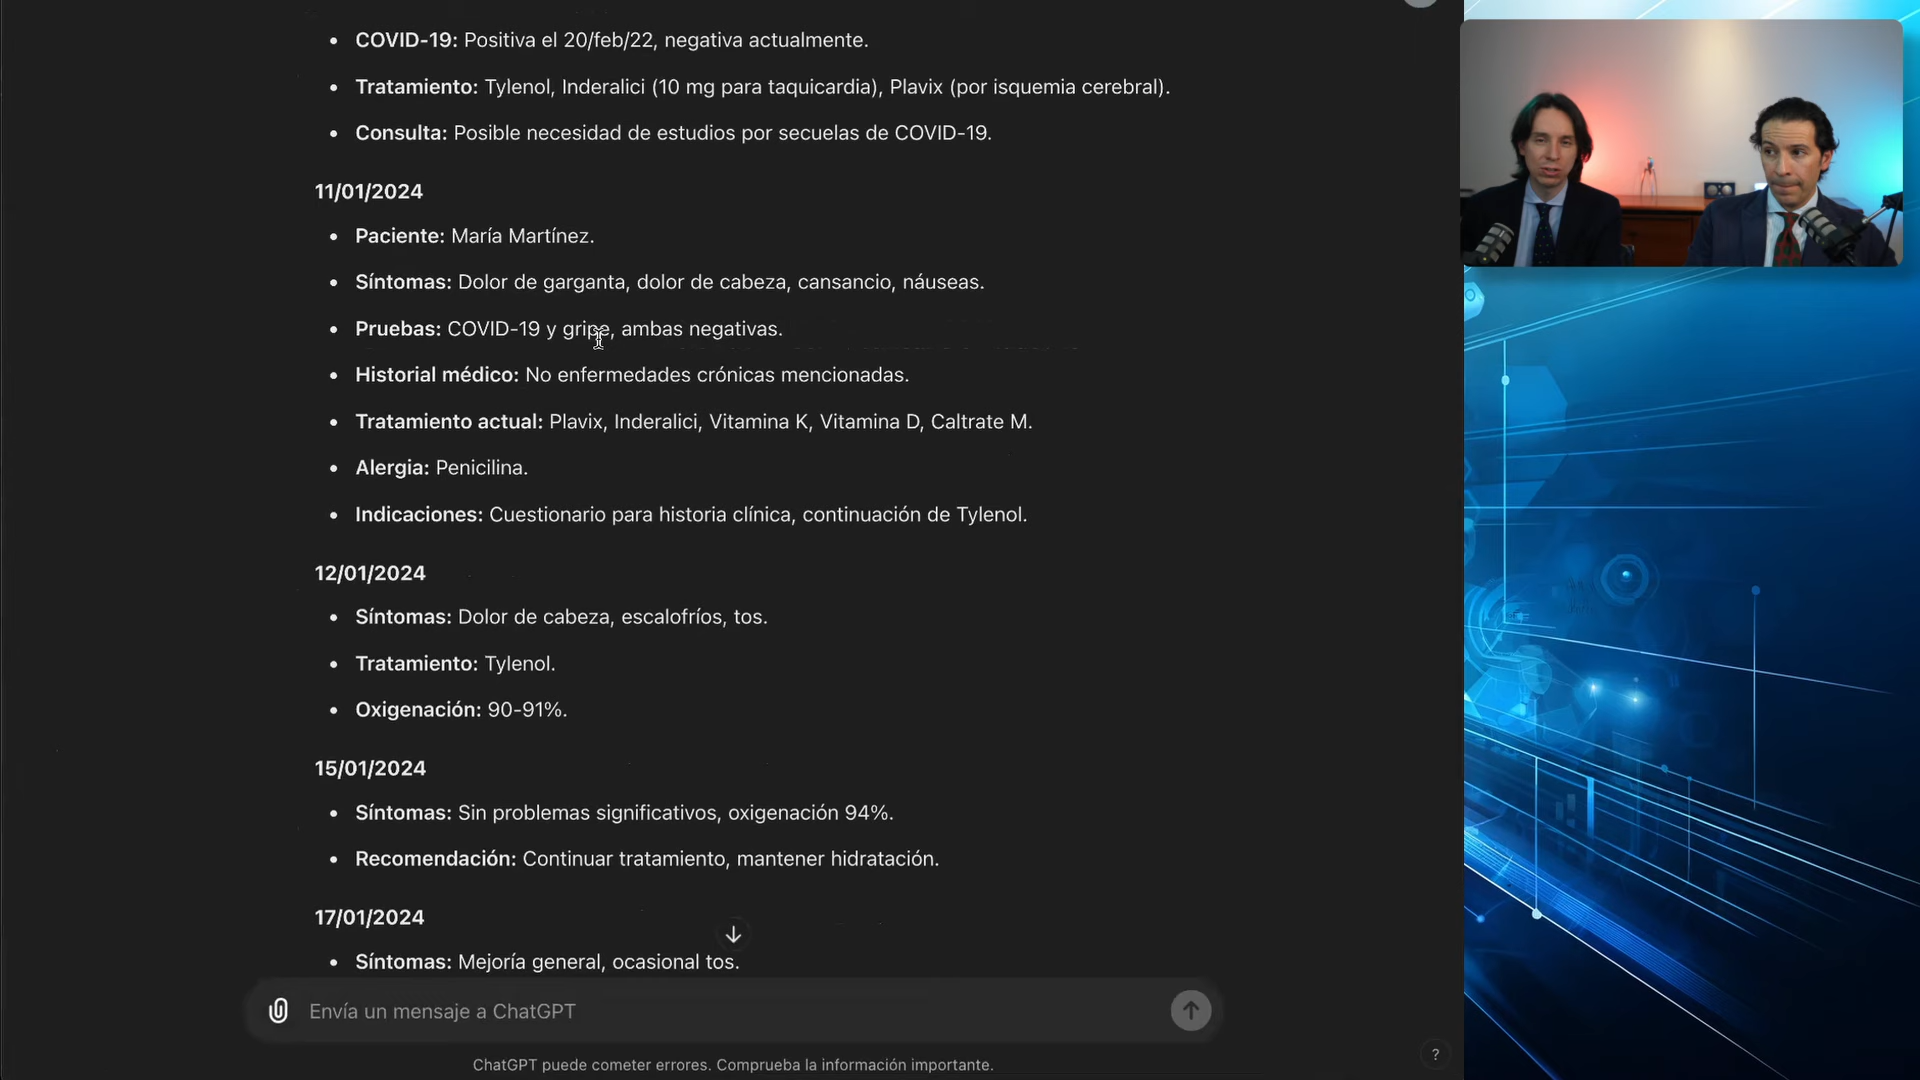 COVID-19: Positiva el 20/feb/22, negativa actualmente.
Tratamiento: Tylenol, Inderalici (10 mg para taquicardia), Plavix (por isquemia cerebral).
Consulta: Posible necesidad de estudios por secuelas de COVID-19.
11/01/2024
Paciente: María Martínez.
Síntomas: Dolor de garganta, dolor de cabeza, cansancio, náuseas.
Pruebas: COVID-19 y gripe, ambas negativas.
Historial médico: No enfermedades crónicas mencionadas.
Tratamiento actual: Plavix, Inderalici, Vitamina K, Vitamina D, Caltrate M.
Alergia: Penicilina.
Indicaciones: Cuestionario para historia clínica, continuación de Tylenol.
12/01/2024
Síntomas: Dolor de cabeza, escalofríos, tos.
Tratamiento: Tylenol.
Oxigenación: 90-91%.
15/01/2024
Síntomas: Sin problemas significativos, oxigenación 94%.
Recomendación: Continuar tratamiento, mantener hidratación.
17/01/2024
Síntomas: Mejoría general, ocasional tos.
Envía un mensaje a ChatGPT
ChatGPT puede cometer errores. Comprueba la información importante.
?